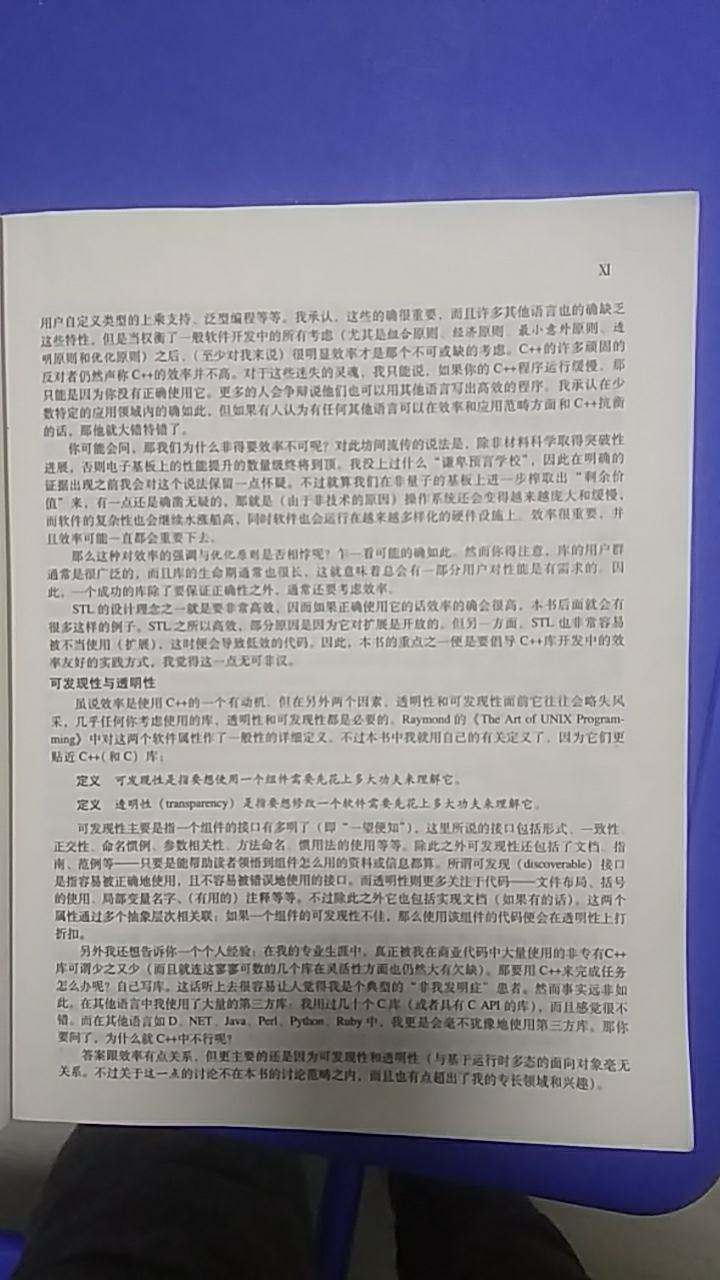 XI
用户自定义类型的上乘支持、泛型编程等等。我承认，这些的确很重要，而且许多其他语言也的确缺乏
这些特性，但是当权衡了一般软件开发中的所有考虑（尤其是组合原则、经济原则、最小意外原则、透
明原则和优化原则）之后，（至少对我来说）很明显效率才是那个不可或缺的考虑。C++的许多顽固的
反对者仍然声称 C++的效率并不高。对于这些迷失的灵魂，我只能说，如果你的 C++程序运行缓慢，那
只能是因为你没有正确使用它。更多的人会争辩说他们也可以用其他语言写出高效的程序。我承认在少
数特定的应用领域内的确如此，但如果有人认为有任何其他语言可以在效率和应用范畴方面和 C++抗衡
的话，那他就大错特错了。
你可能会问，那我们为什么非得要效率不可呢？对此坊间流传的说法是，除非材料科学取得突破性
进展，否则电子基板上的性能提升的数量级终将到顶。我没上过什么“谦卑预言学校”，因此在明确的
证据出现之前我会对这个说法保留一点怀疑。不过就算我们在非量子的基板上进一步榨取出“剩余价
值”来，有一点还是确凿无疑的，那就是（由于非技术的原因）操作系统还会变得越来越庞大和缓慢，
而软件的复杂性也会继续水涨船高，同时软件也会运行在越来越多样化的硬件设施上。效率很重要，并
且效率可能一直都会重要下去。
那么这种对效率的强调与优化原则是否相悖呢？乍一看可能的确如此。然而你得注意，库的用户群
通常是很广泛的，而且库的生命期通常也很长，这就意味着总会有一部分用户对性能是有需求的。因
此，一个成功的库除了要保证正确性之外，通常还要考虑效率。
STL 的设计理念之一就是要非常高效，因而如果正确使用它的话效率的确会很高，本书后面就会有
很多这样的例子。STL 之所以高效，部分原因是因为它对扩展是开放的。但另一方面，STL 也非常容易
被不当使用（扩展），这时便会导致低效的代码。因此，本书的重点之一便是要倡导 C++库开发中的效
率友好的实践方式，我觉得这一点无可非议。
可发现性与透明性
虽说效率是使用 C++的一个有动机，但在另外两个因素，透明性和可发现性面前它往往会略失风
采，几乎任何你考虑使用的库，透明性和可发现性都是必要的。Raymond 的《The Art of UNIX Program-
ming》中对这两个软件属性作了一般性的详细定义。不过本书中我就用自己的有关定义了，因为它们更
贴近 C++(和 C）库：
定义 可发现性是指要想使用一个组件需要先花上多大功夫来理解它。
定义 透明性（transparency）是指要想修改一个软件需要先花上多大功夫来理解它。
可发现性主要是指一个组件的接口有多明了（即“一望便知”），这里所说的接口包括形式、一致性、
正交性、命名惯例、参数相关性、方法命名、惯用法的使用等等。除此之外可发现性还包括了文档、指
南、范例等——只要是能帮助读者领悟到组件怎么用的资料或信息都算。所谓可发现（discoverable）接口
是指容易被正确地使用，且不容易被错误地使用的接口。而透明性则更多关注于代码——文件布局、括号
的使用、局部变量名字、（有用的）注释等等。不过除此之外它也包括实现文档（如果有的话）。这两个
属性通过多个抽象层次相关联：如果一个组件的可发现性不佳，那么使用该组件的代码便会在透明性上打
折扣。
另外我还想告诉你一个个人经验：在我的专业生涯中，真正被我在商业代码中大量使用的非专有C++
库可谓少之又少（而且就连这寥寥可数的几个库在灵活性方面也仍然大有欠缺）。那要用 C++来完成任务
怎么办呢？自己写库。这话听上去很容易让人觉得我是个典型的“非我发明症”患者。然而事实远非如
此。在其他语言中我使用了大量的第三方库：我用过几十个 C 库（或者具有 C API 的库），而且感觉很不
错。而在其他语言如 D、.NET、Java、Perl、Python、Ruby 中，我更是会毫不犹豫地使用第三方库。那你
要问了，为什么就 C++中不行呢？
答案跟效率有点关系，但更主要的还是因为可发现性和透明性（与基于运行时多态的面向对象毫无
关系。不过关于这一点的讨论不在本书的讨论范畴之内，而且也有点超出了我的专长领域和兴趣）。